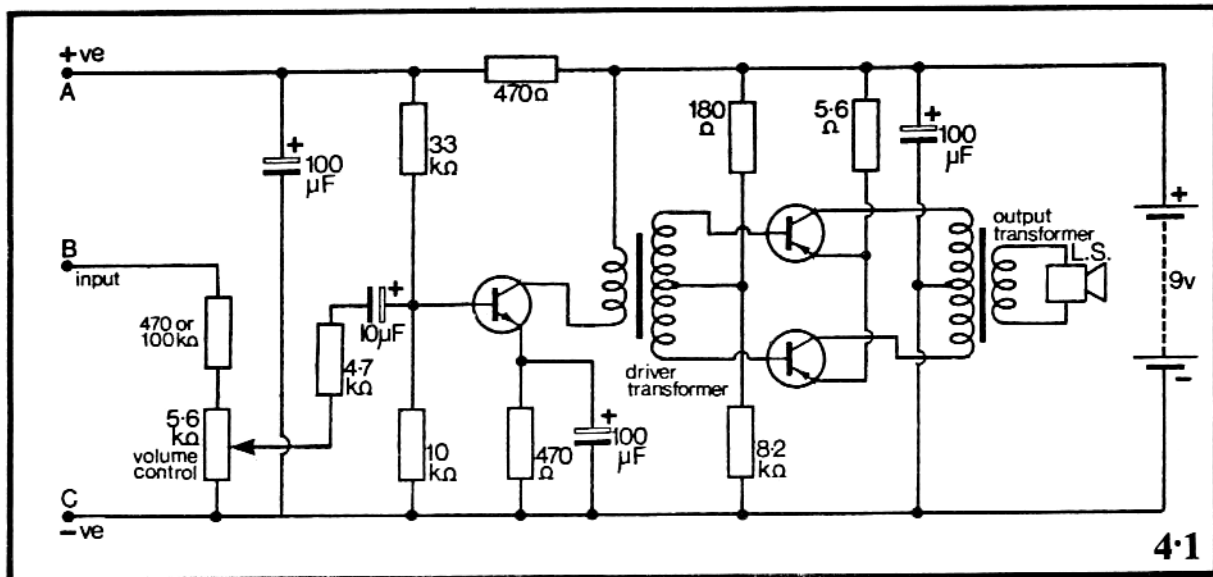 +ve
A
470Ω
33
kΩ
+
100
µF
180
Ω
5·6
Ω
+
100
µF
B
input
470 or
100kΩ
+
10µF
4·7
kΩ
5·6
kΩ
volume
control
10
kΩ
470
Ω
+
100
µF
driver
transformer
8·2
kΩ
output
transformer
L.S.
+
9v
-
C
-ve
4·1